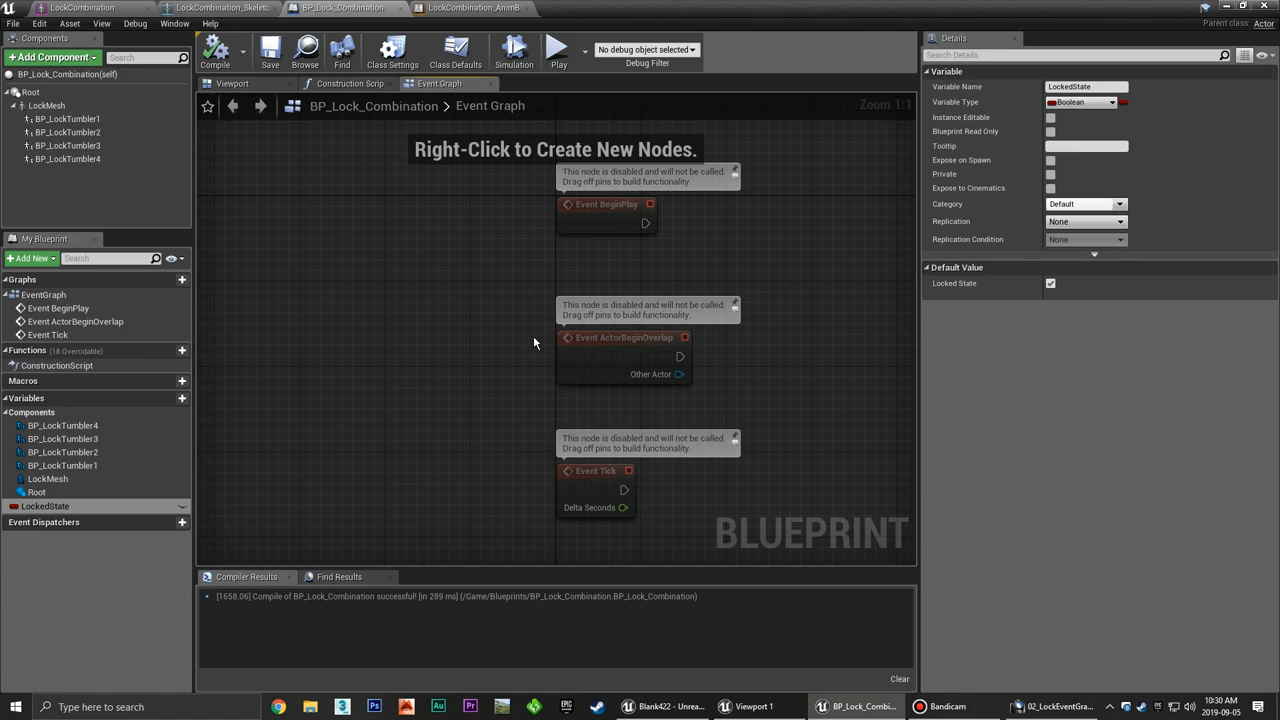 LockCombination
LockCombination_Skeletc
BP_Lock_Combination
LockCombination_AnimB
File Edit Asset View Debug Window Help
Parent class: Actor
Components
+ Add Component
Search
BP_Lock_Combination(self)
Root
LockMesh
BP_LockTumbler1
BP_LockTumbler2
BP_LockTumbler3
BP_LockTumbler4
My Blueprint
+ Add New
Search
Graphs
EventGraph
Event BeginPlay
Event ActorBeginOverlap
Event Tick
Functions (18 Overridable)
ConstructionScript
Macros
Variables
Components
BP_LockTumbler4
BP_LockTumbler3
BP_LockTumbler2
BP_LockTumbler1
LockMesh
Root
LockedState
Event Dispatchers
Compile
Save
Browse
Find
Class Settings
Class Defaults
Simulation
Play
No debug object selected
Debug Filter
Viewport
Construction Scrip
Event Graph
BP_Lock_Combination > Event Graph
Zoom 1:1
Right-Click to Create New Nodes.
This node is disabled and will not be called.
Drag off pins to build functionality.
Event BeginPlay
This node is disabled and will not be called.
Drag off pins to build functionality.
Event ActorBeginOverlap
Other Actor
This node is disabled and will not be called.
Drag off pins to build functionality.
Event Tick
Delta Seconds
BLUEPRINT
Compiler Results
Find Results
[1658.06] Compile of BP_Lock_Combination successful! [in 289 ms] (/Game/Blueprints/BP_Lock_Combination.BP_Lock_Combination)
Clear
Details
Search Details
Variable
Variable Name LockedState
Variable Type Boolean
Instance Editable
Blueprint Read Only
Tooltip
Expose on Spawn
Private
Expose to Cinematics
Category Default
Replication None
Replication Condition None
Default Value
Locked State
Type here to search
Blank422 - Unrea...
Viewport 1
BP_Lock_Combi...
Bandicam
02_LockEventGra...
10:30 AM
2019-09-05